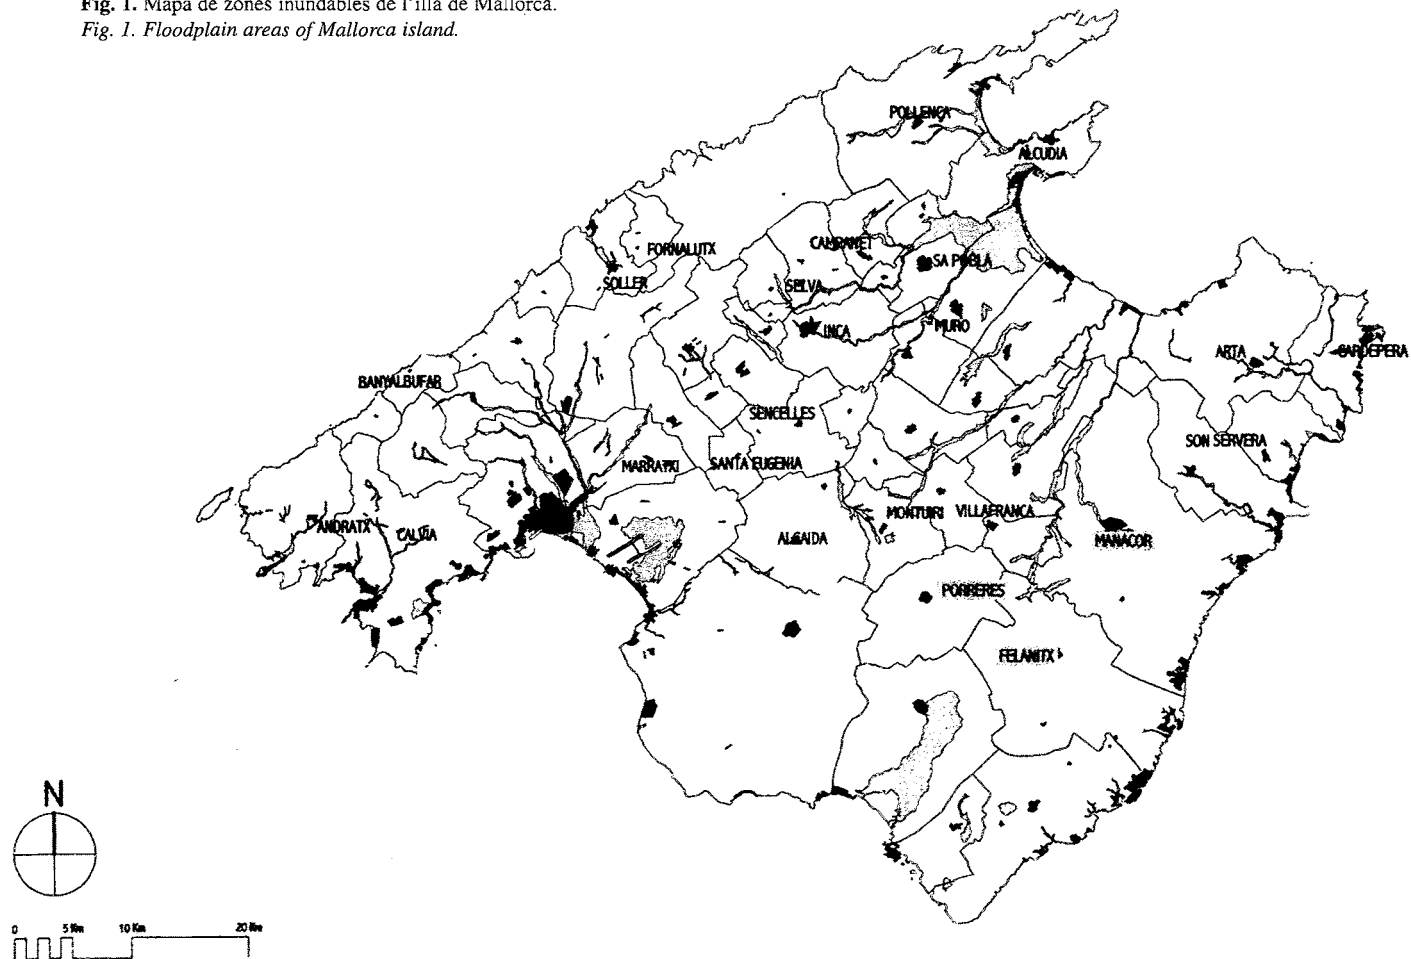 Fig. 1. Mapa de zones inundables de l'illa de Mallorca.
Fig. 1. Floodplain areas of Mallorca island.
POLLENÇA
ALCUDIA
CAMPANET
FORNALUTX
SA POBLA
SOLLER
SELVA
INCA
MURO
ARTA
CAPDEPERA
BANYALBUFAR
SENCELLES
SON SERVERA
MARRATXI
SANTA EUGENIA
MONTUIRI
VILLAFRANCA
ANDRATX
CALVIA
ALGAIDA
MANACOR
PORRERES
FELANITX
N
0 5 Km 10 Km 20 Km